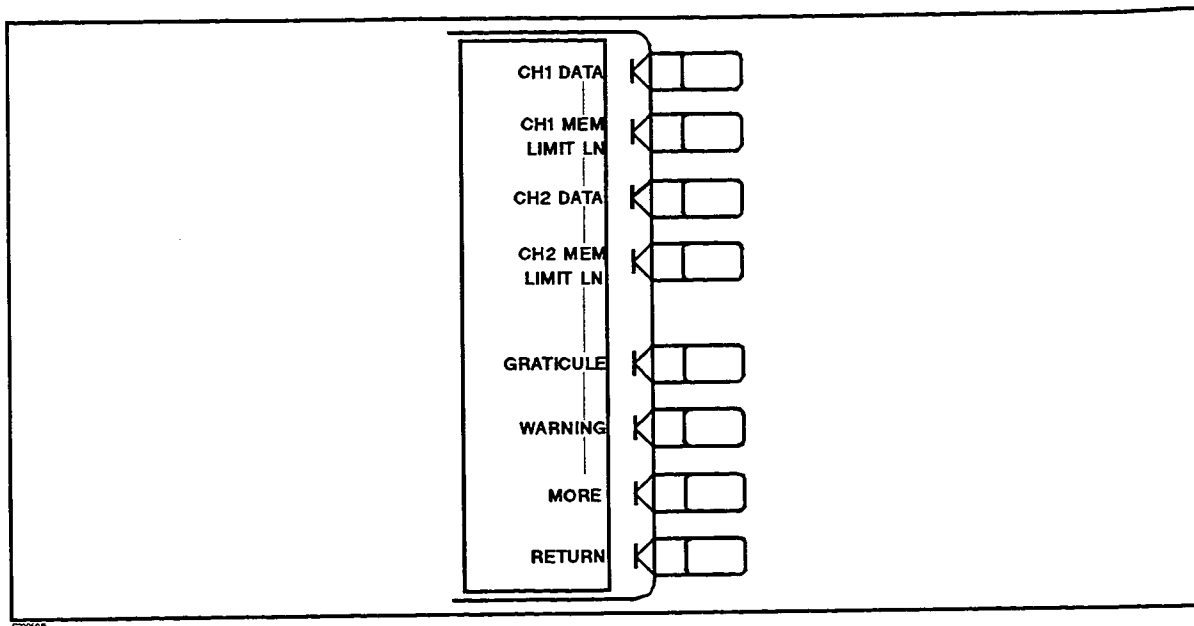 CH1 DATA
CH1 MEM
LIMIT LN
CH2 DATA
CH2 MEM
LIMIT LN
GRATICULE
WARNING
MORE
RETURN